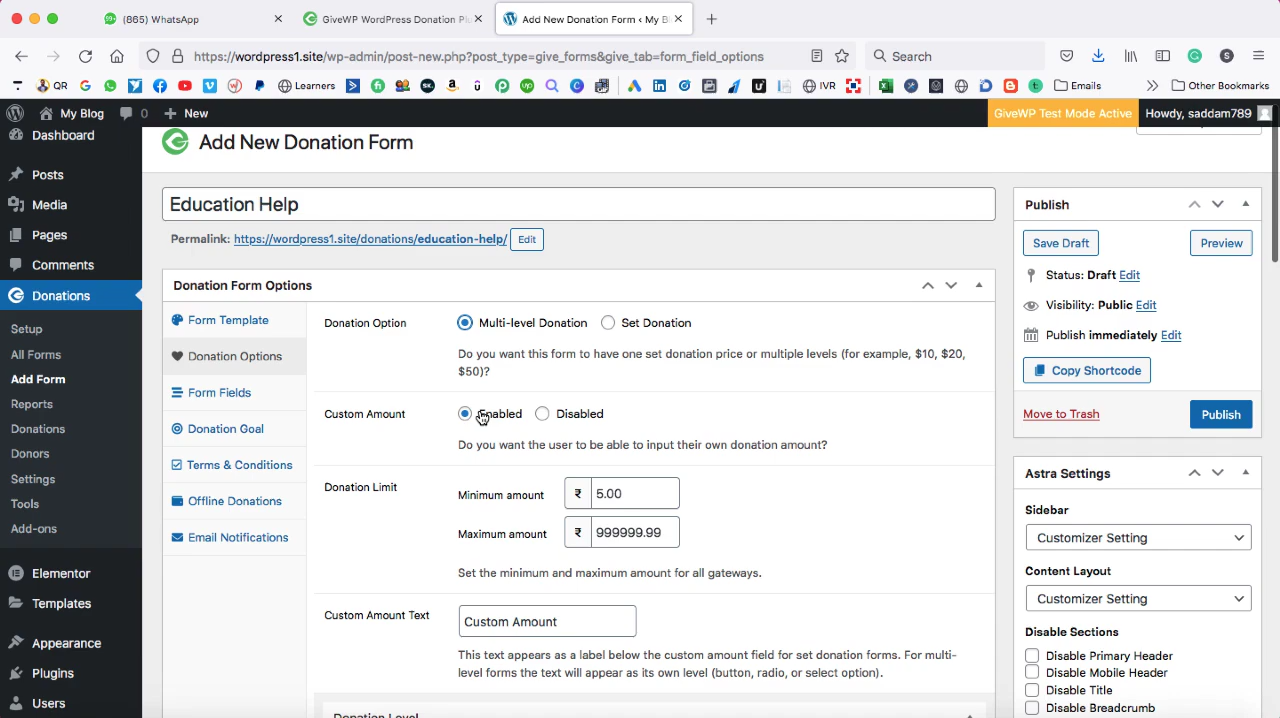 (865) WhatsApp
GiveWP WordPress Donation Plu
Add New Donation Form ‹ My B
https://wordpress1.site/wp-admin/post-new.php?post_type=give_forms&give_tab=form_field_options
Search
QR
Learners
IVR
Emails
Other Bookmarks
My Blog
0
New
GiveWP Test Mode Active
Howdy, saddam789
Dashboard
Posts
Media
Pages
Comments
Donations
Setup
All Forms
Add Form
Reports
Donations
Donors
Settings
Tools
Add-ons
Elementor
Templates
Appearance
Plugins
Users
Add New Donation Form
Education Help
Permalink: https://wordpress1.site/donations/education-help/ Edit
Donation Form Options
Form Template
Donation Options
Form Fields
Donation Goal
Terms & Conditions
Offline Donations
Email Notifications
Donation Option
Multi-level Donation
Set Donation
Do you want this form to have one set donation price or multiple levels (for example, $10, $20,
$50)?
Custom Amount
Enabled
Disabled
Do you want the user to be able to input their own donation amount?
Donation Limit
Minimum amount
₹ 5.00
Maximum amount
₹ 999999.99
Set the minimum and maximum amount for all gateways.
Custom Amount Text
Custom Amount
This text appears as a label below the custom amount field for set donation forms. For multi-
level forms the text will appear as its own level (button, radio, or select option).
Donation Level
Publish
Save Draft
Preview
Status: Draft Edit
Visibility: Public Edit
Publish immediately Edit
Copy Shortcode
Move to Trash
Publish
Astra Settings
Sidebar
Customizer Setting
Content Layout
Customizer Setting
Disable Sections
Disable Primary Header
Disable Mobile Header
Disable Title
Disable Breadcrumb